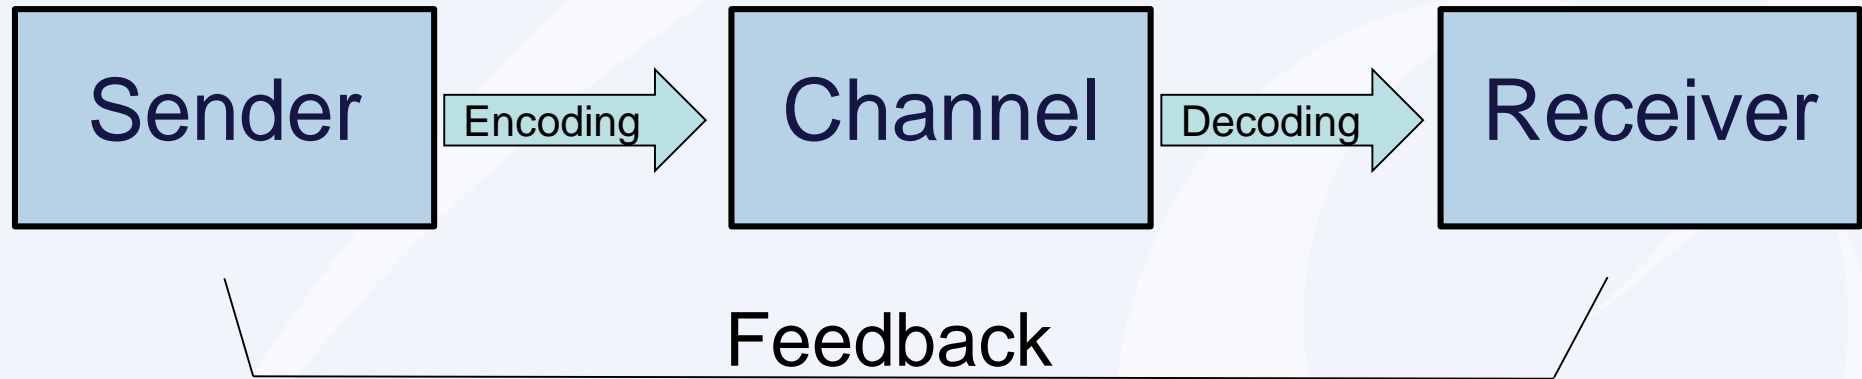 Sender
Encoding
Channel
Decoding
Receiver
Feedback